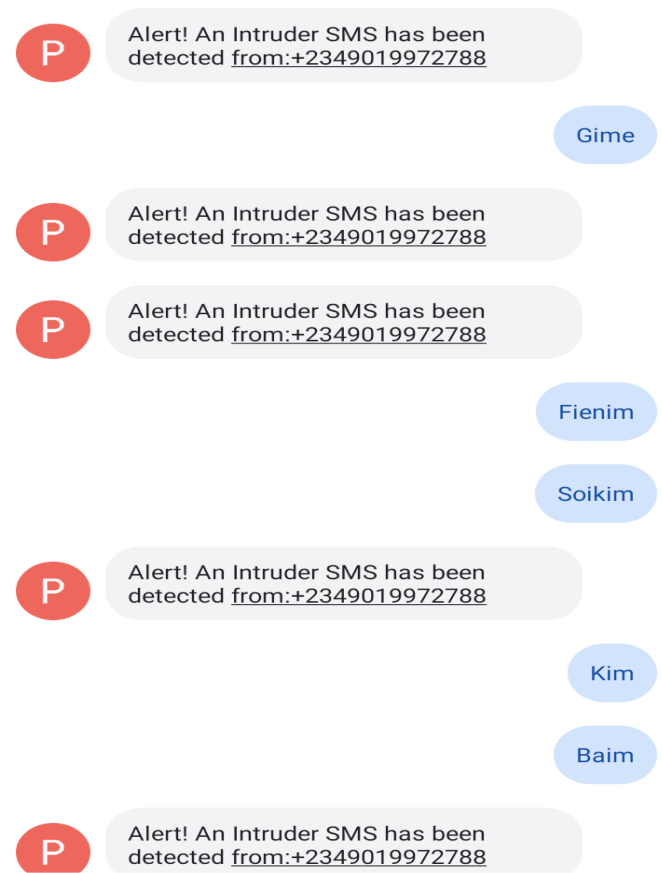 P
Alert! An Intruder SMS has been
detected from:+2349019972788
Gime
P
Alert! An Intruder SMS has been
detected from:+2349019972788
P
Alert! An Intruder SMS has been
detected from:+2349019972788
Fienim
Soikim
P
Alert! An Intruder SMS has been
detected from:+2349019972788
Kim
Baim
P
Alert! An Intruder SMS has been
detected from:+2349019972788